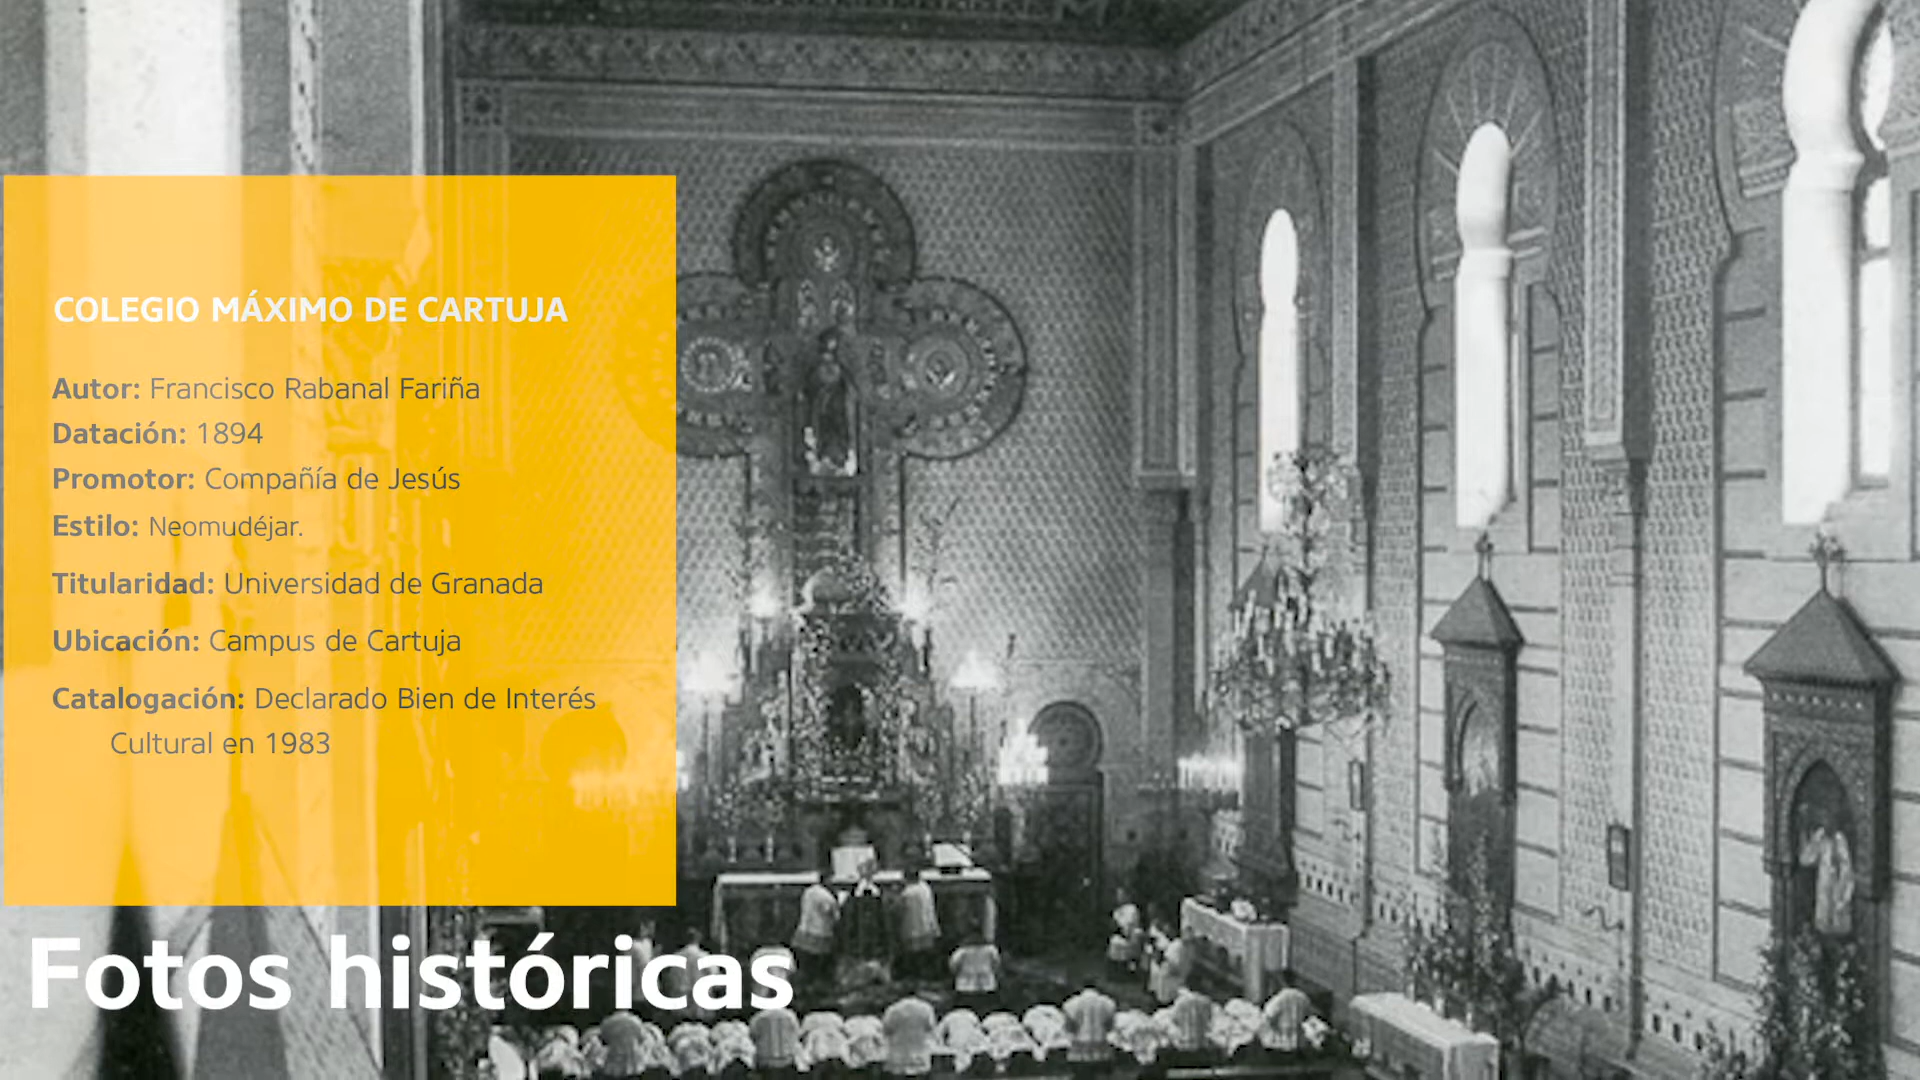 COLEGIO MÁXIMO DE CARTUJA
Autor: Francisco Rabanal Fariña
Datación: 1894
Promotor: Compañía de Jesús
Estilo: Neomudéjar.
Titularidad: Universidad de Granada
Ubicación: Campus de Cartuja
Catalogación: Declarado Bien de Interés
Cultural en 1983
Fotos históricas